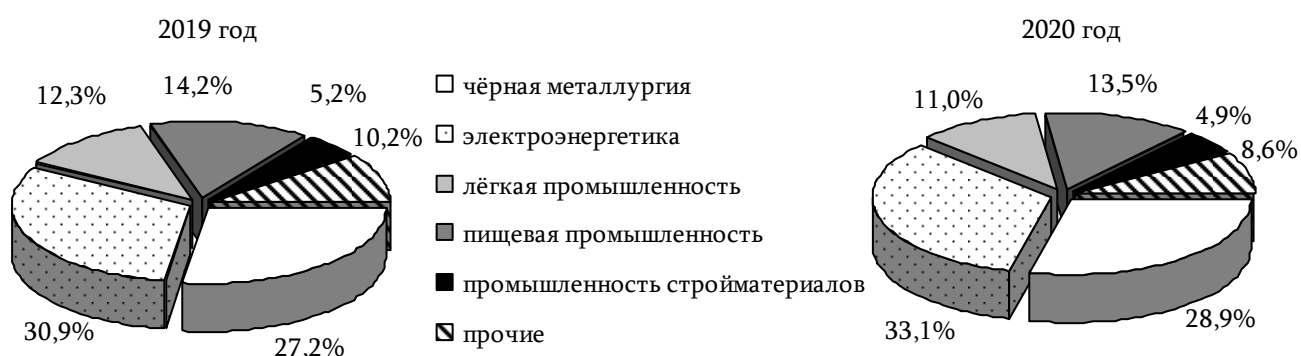 2019 год
12,3%
14,2%
5,2%
10,2%
30,9%
27,2%
чёрная металлургия
электроэнергетика
лёгкая промышленность
пищевая промышленность
промышленность стройматериалов
прочие
2020 год
11,0%
13,5%
4,9%
8,6%
33,1%
28,9%